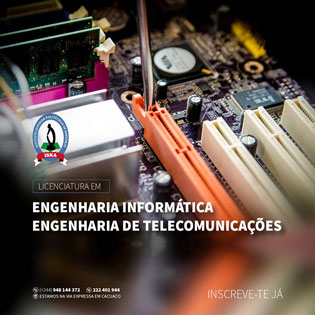 ISKA
LICENCIATURA EM
ENGENHARIA INFORMÁTICA
ENGENHARIA DE TELECOMUNICAÇÕES
(+244) 948 144 372 222 401 944
ESTAMOS NA VIA EXPRESSA EM CACUACO
INSCREVE-TE JÁ